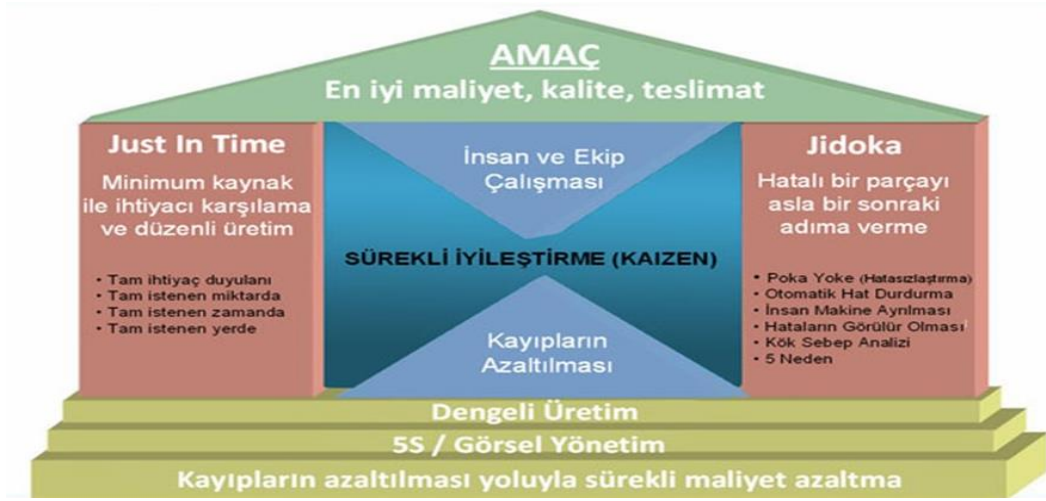 AMAÇ
En iyi maliyet, kalite, teslimat
Just In Time
Minimum kaynak
ile ihtiyacı karşılama
ve düzenli üretim
• Tam ihtiyaç duyulanı
• Tam istenen miktarda
• Tam istenen zamanda
• Tam istenen yerde
İnsan ve Ekip
Çalışması
SÜREKLİ İYİLEŞTİRME (KAIZEN)
Kayıpların
Azaltılması
Jidoka
Hatalı bir parçayı
asla bir sonraki
adıma verme
• Poka Yoke (Hatasızlaştırma)
• Otomatik Hat Durdurma
• İnsan Makine Ayrılması
• Hataların Görülür Olması
• Kök Sebep Analizi
• 5 Neden
Dengeli Üretim
5S / Görsel Yönetim
Kayıpların azaltılması yoluyla sürekli maliyet azaltma